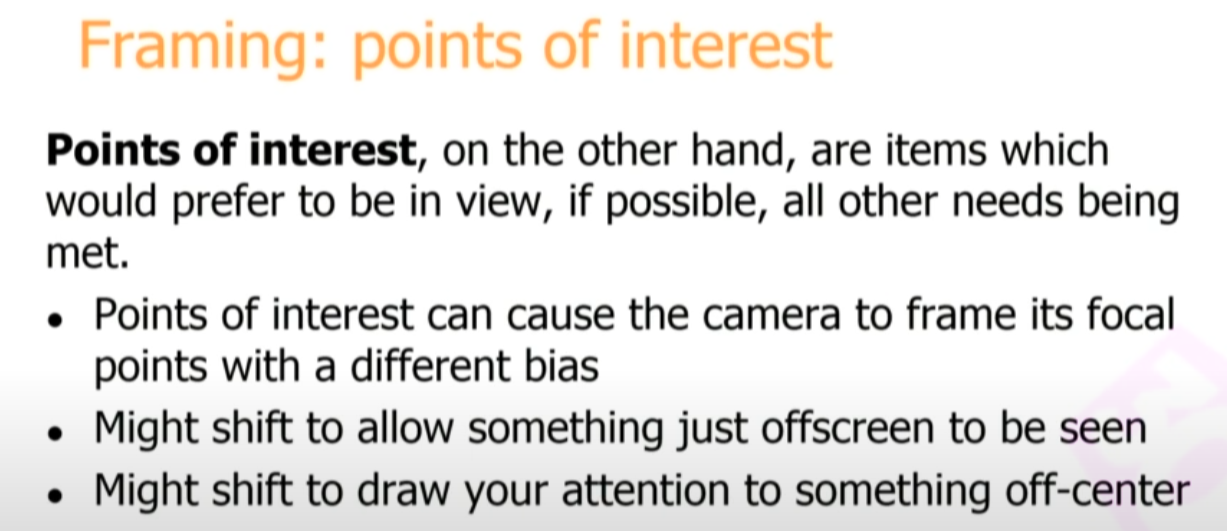 Framing: points of interest
Points of interest, on the other hand, are items which
would prefer to be in view, if possible, all other needs being
met.
• Points of interest can cause the camera to frame its focal
points with a different bias
• Might shift to allow something just offscreen to be seen
• Might shift to draw your attention to something off-center